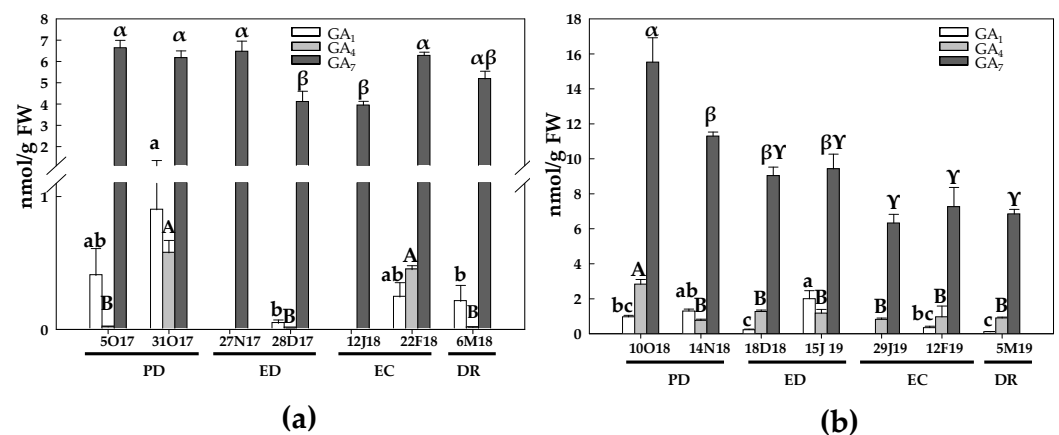 8
7
6
5
4
3
2
1
0
nmol/g FW
GA₁
GA₄
GA₇
α
α
α
β
β
α
αβ
a
ab
B
A
b
B
ab
A
b
B
5O17
31O17
27N17
28D17
12J18
22F18
6M18
PD
ED
EC
DR
(a)
18
16
14
12
10
8
6
4
2
0
nmol/g FW
GA₁
GA₄
GA₇
α
β
βϒ
βϒ
ϒ
ϒ
ϒ
bc
A
ab
B
c
B
a
B
B
bc
B
c
B
10O18
14N18
18D18
15J 19
29J19
12F19
5M19
PD
ED
EC
DR
(b)